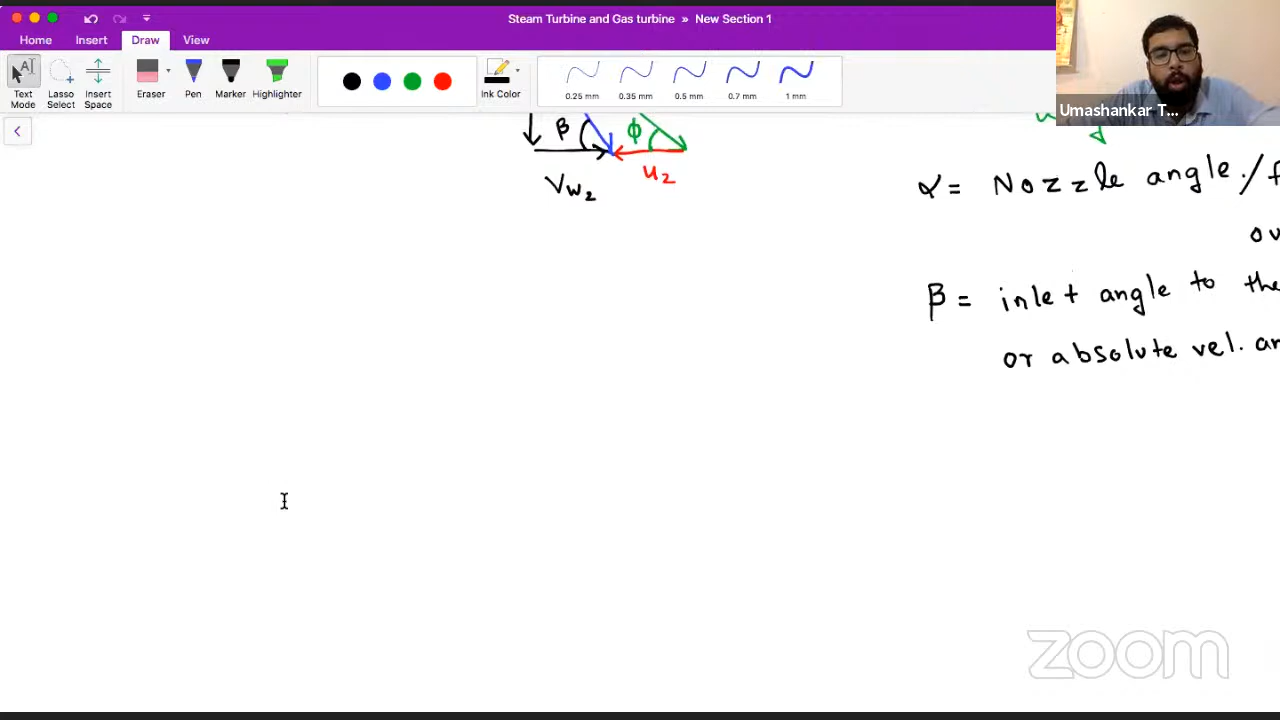 Steam Turbine and Gas turbine » New Section 1
Home Insert Draw View
Text Mode
Lasso Select
Insert Space
Eraser
Pen
Marker
Highlighter
Ink Color
0.25 mm
0.35 mm
0.5 mm
0.7 mm
1 mm
Umashankar T...
β ϕ
u2
Vw2
α = Nozzle angle./
β = inlet angle to the
or absolute vel.
zoom